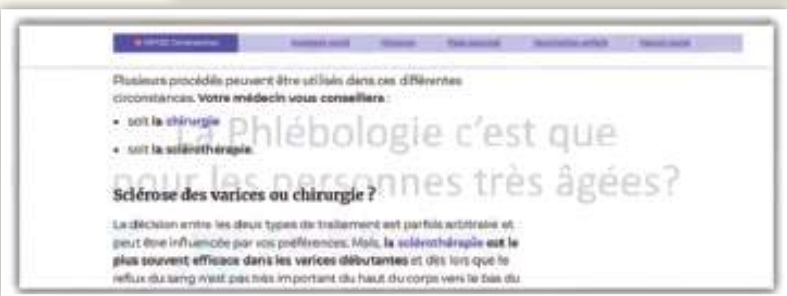 Plusieurs procédés peuvent être utilisés dans ces différentes
circonstances. Votre médecin vous conseillera :
• soit la chirurgie
• soit la sclérothérapie.
La Phlébologie c'est que
pour les personnes très âgées?
Sclérose des varices ou chirurgie ?
La décision entre les deux types de traitement est parfois arbitraire et
peut être influencée par vos préférences. Mais, la sclérothérapie est le
plus souvent efficace dans les varices débutantes et dès lors que le
reflux du sang n'est pas très important du haut du corps vers le bas du